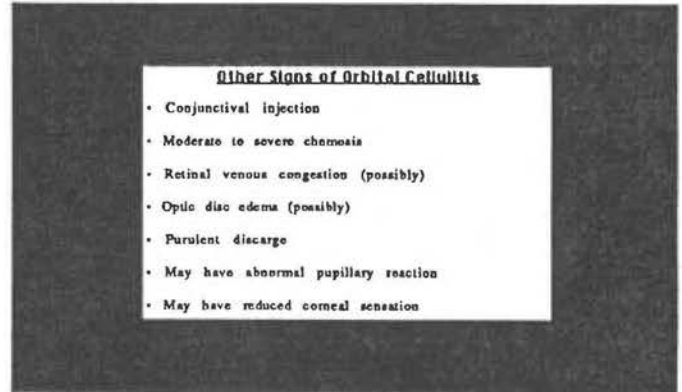 Other Signs of Orbital Cellulitis
• Conjunctival injection
• Moderate to severe chemosis
• Retinal venous congestion (possibly)
• Optic disc edema (possibly)
• Purulent discarge
• May have abnormal pupillary reaction
• May have reduced corneal sensation